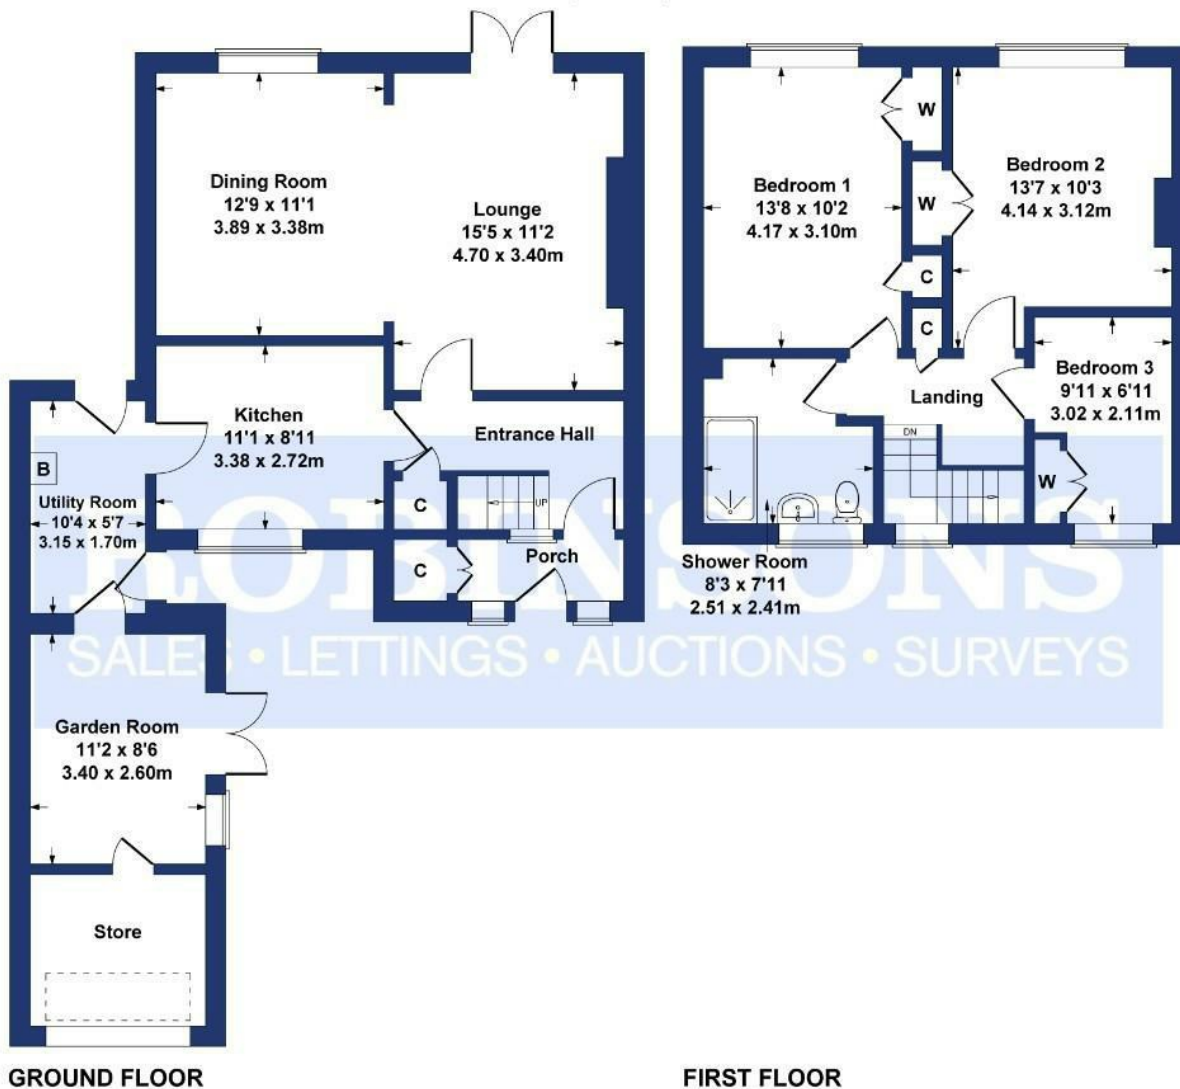 Dining Room
12'9 x 11'1
3.89 x 3.38m
Lounge
15'5 x 11'2
4.70 x 3.40m
Kitchen
11'1 x 8'11
3.38 x 2.72m
Entrance Hall
B
Utility Room
10'4 x 5'7
3.15 x 1.70m
C
UP
C
Porch
Garden Room
11'2 x 8'6
3.40 x 2.60m
Store
GROUND FLOOR
Bedroom 1
13'8 x 10'2
4.17 x 3.10m
W
W
C
C
Bedroom 2
13'7 x 10'3
4.14 x 3.12m
Bedroom 3
9'11 x 6'11
3.02 x 2.11m
Landing
DN
W
Shower Room
8'3 x 7'11
2.51 x 2.41m
FIRST FLOOR
ROBINSONS
SALES • LETTINGS • AUCTIONS • SURVEYS